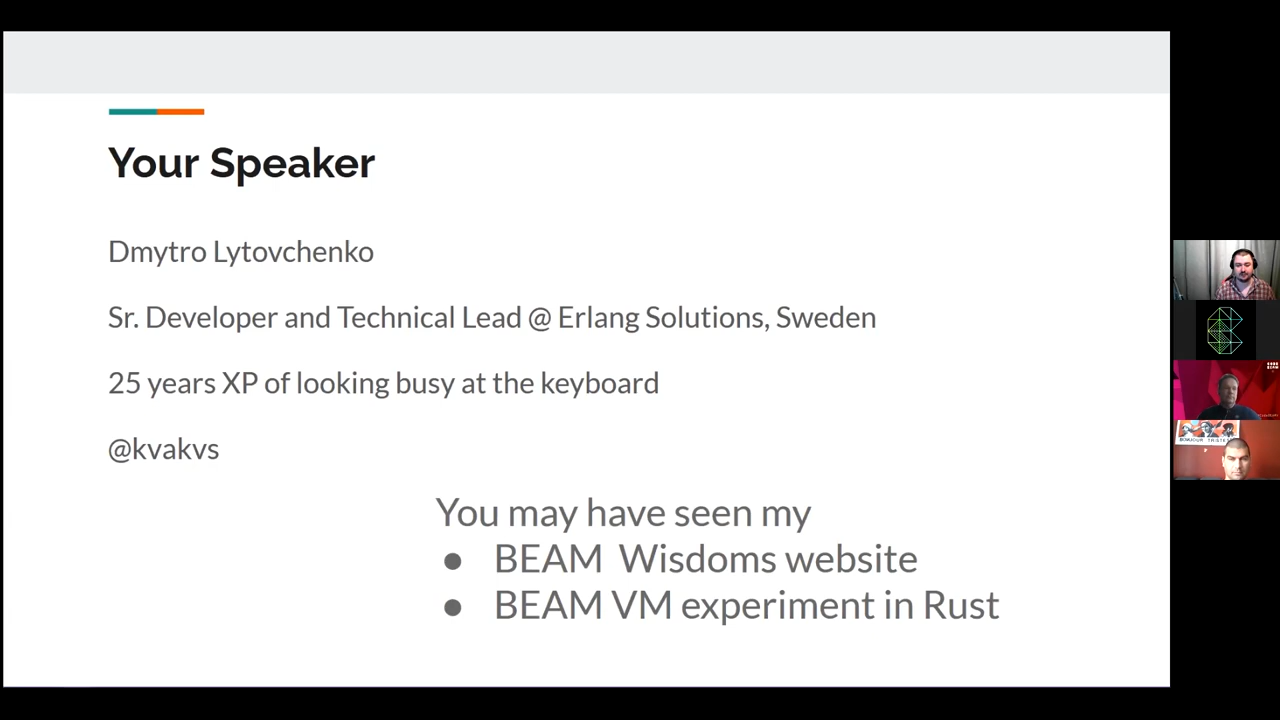 Your Speaker
Dmytro Lytovchenko
Sr. Developer and Technical Lead @ Erlang Solutions, Sweden
25 years XP of looking busy at the keyboard
@kvakvs
You may have seen my
● BEAM  Wisdoms website
● BEAM VM experiment in Rust
BEAM